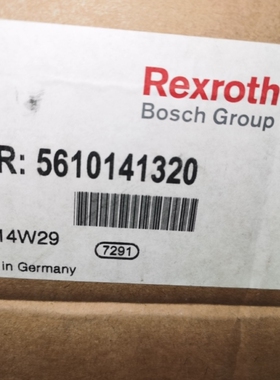 Rexroth
Bosch Group
R: 5610141320
14W29
7291
in Germany